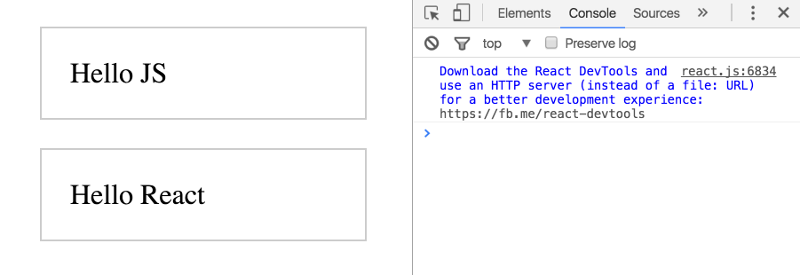 Hello JS
Hello React
Elements Console Sources »
top ▼ Preserve log
Download the React DevTools and react.js:6834
use an HTTP server (instead of a file: URL)
for a better development experience:
https://fb.me/react-devtools
>